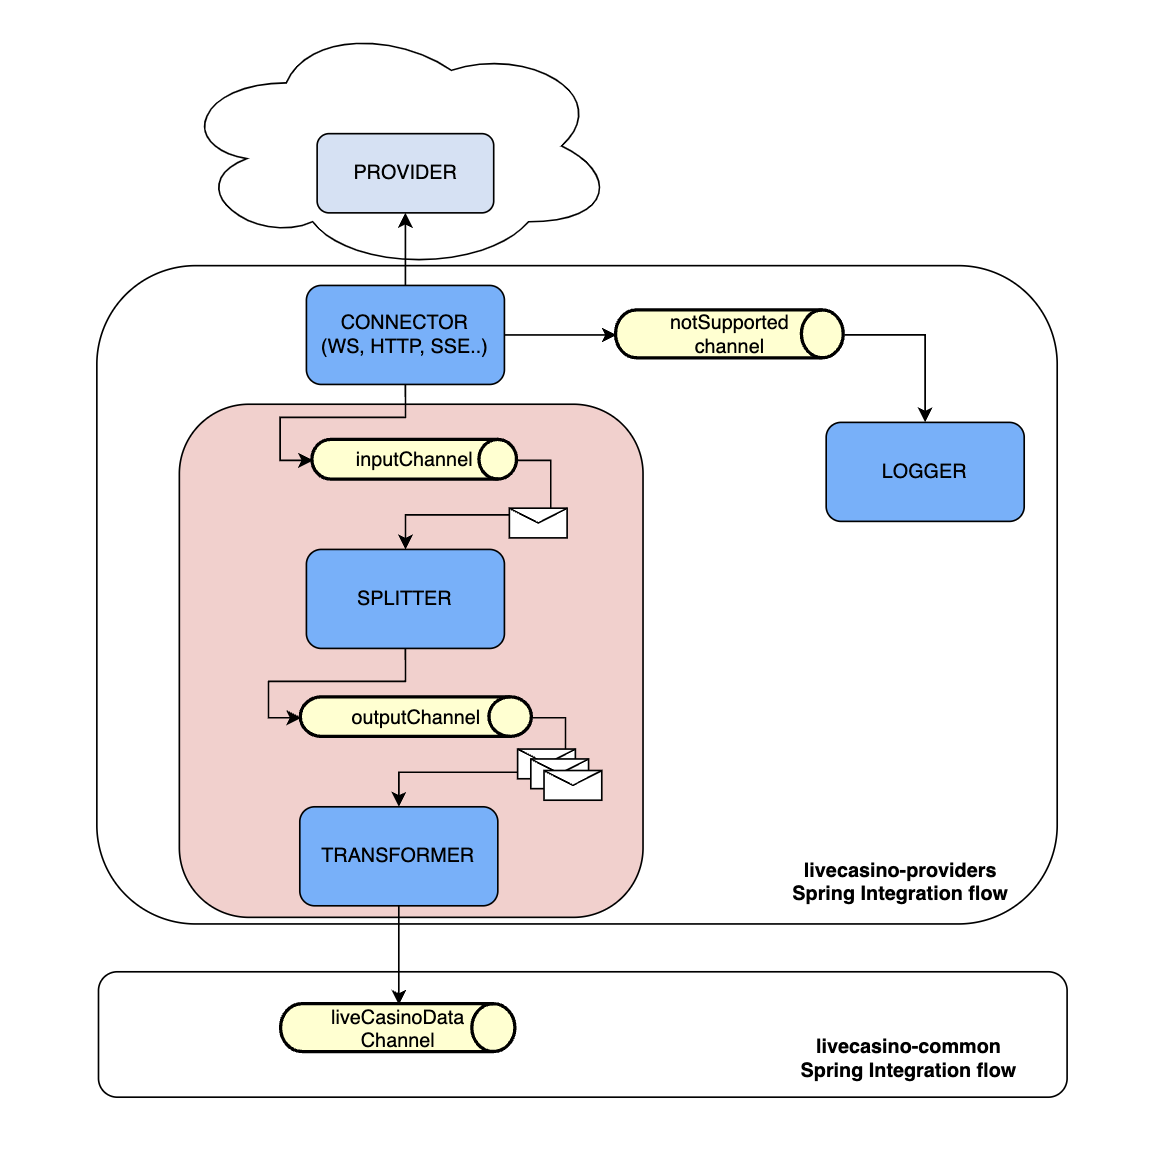 PROVIDER
CONNECTOR
(WS, HTTP, SSE..)
notSupported
channel
LOGGER
inputChannel
SPLITTER
outputChannel
TRANSFORMER
livecasino-providers
Spring Integration flow
liveCasinoData
Channel
livecasino-common
Spring Integration flow